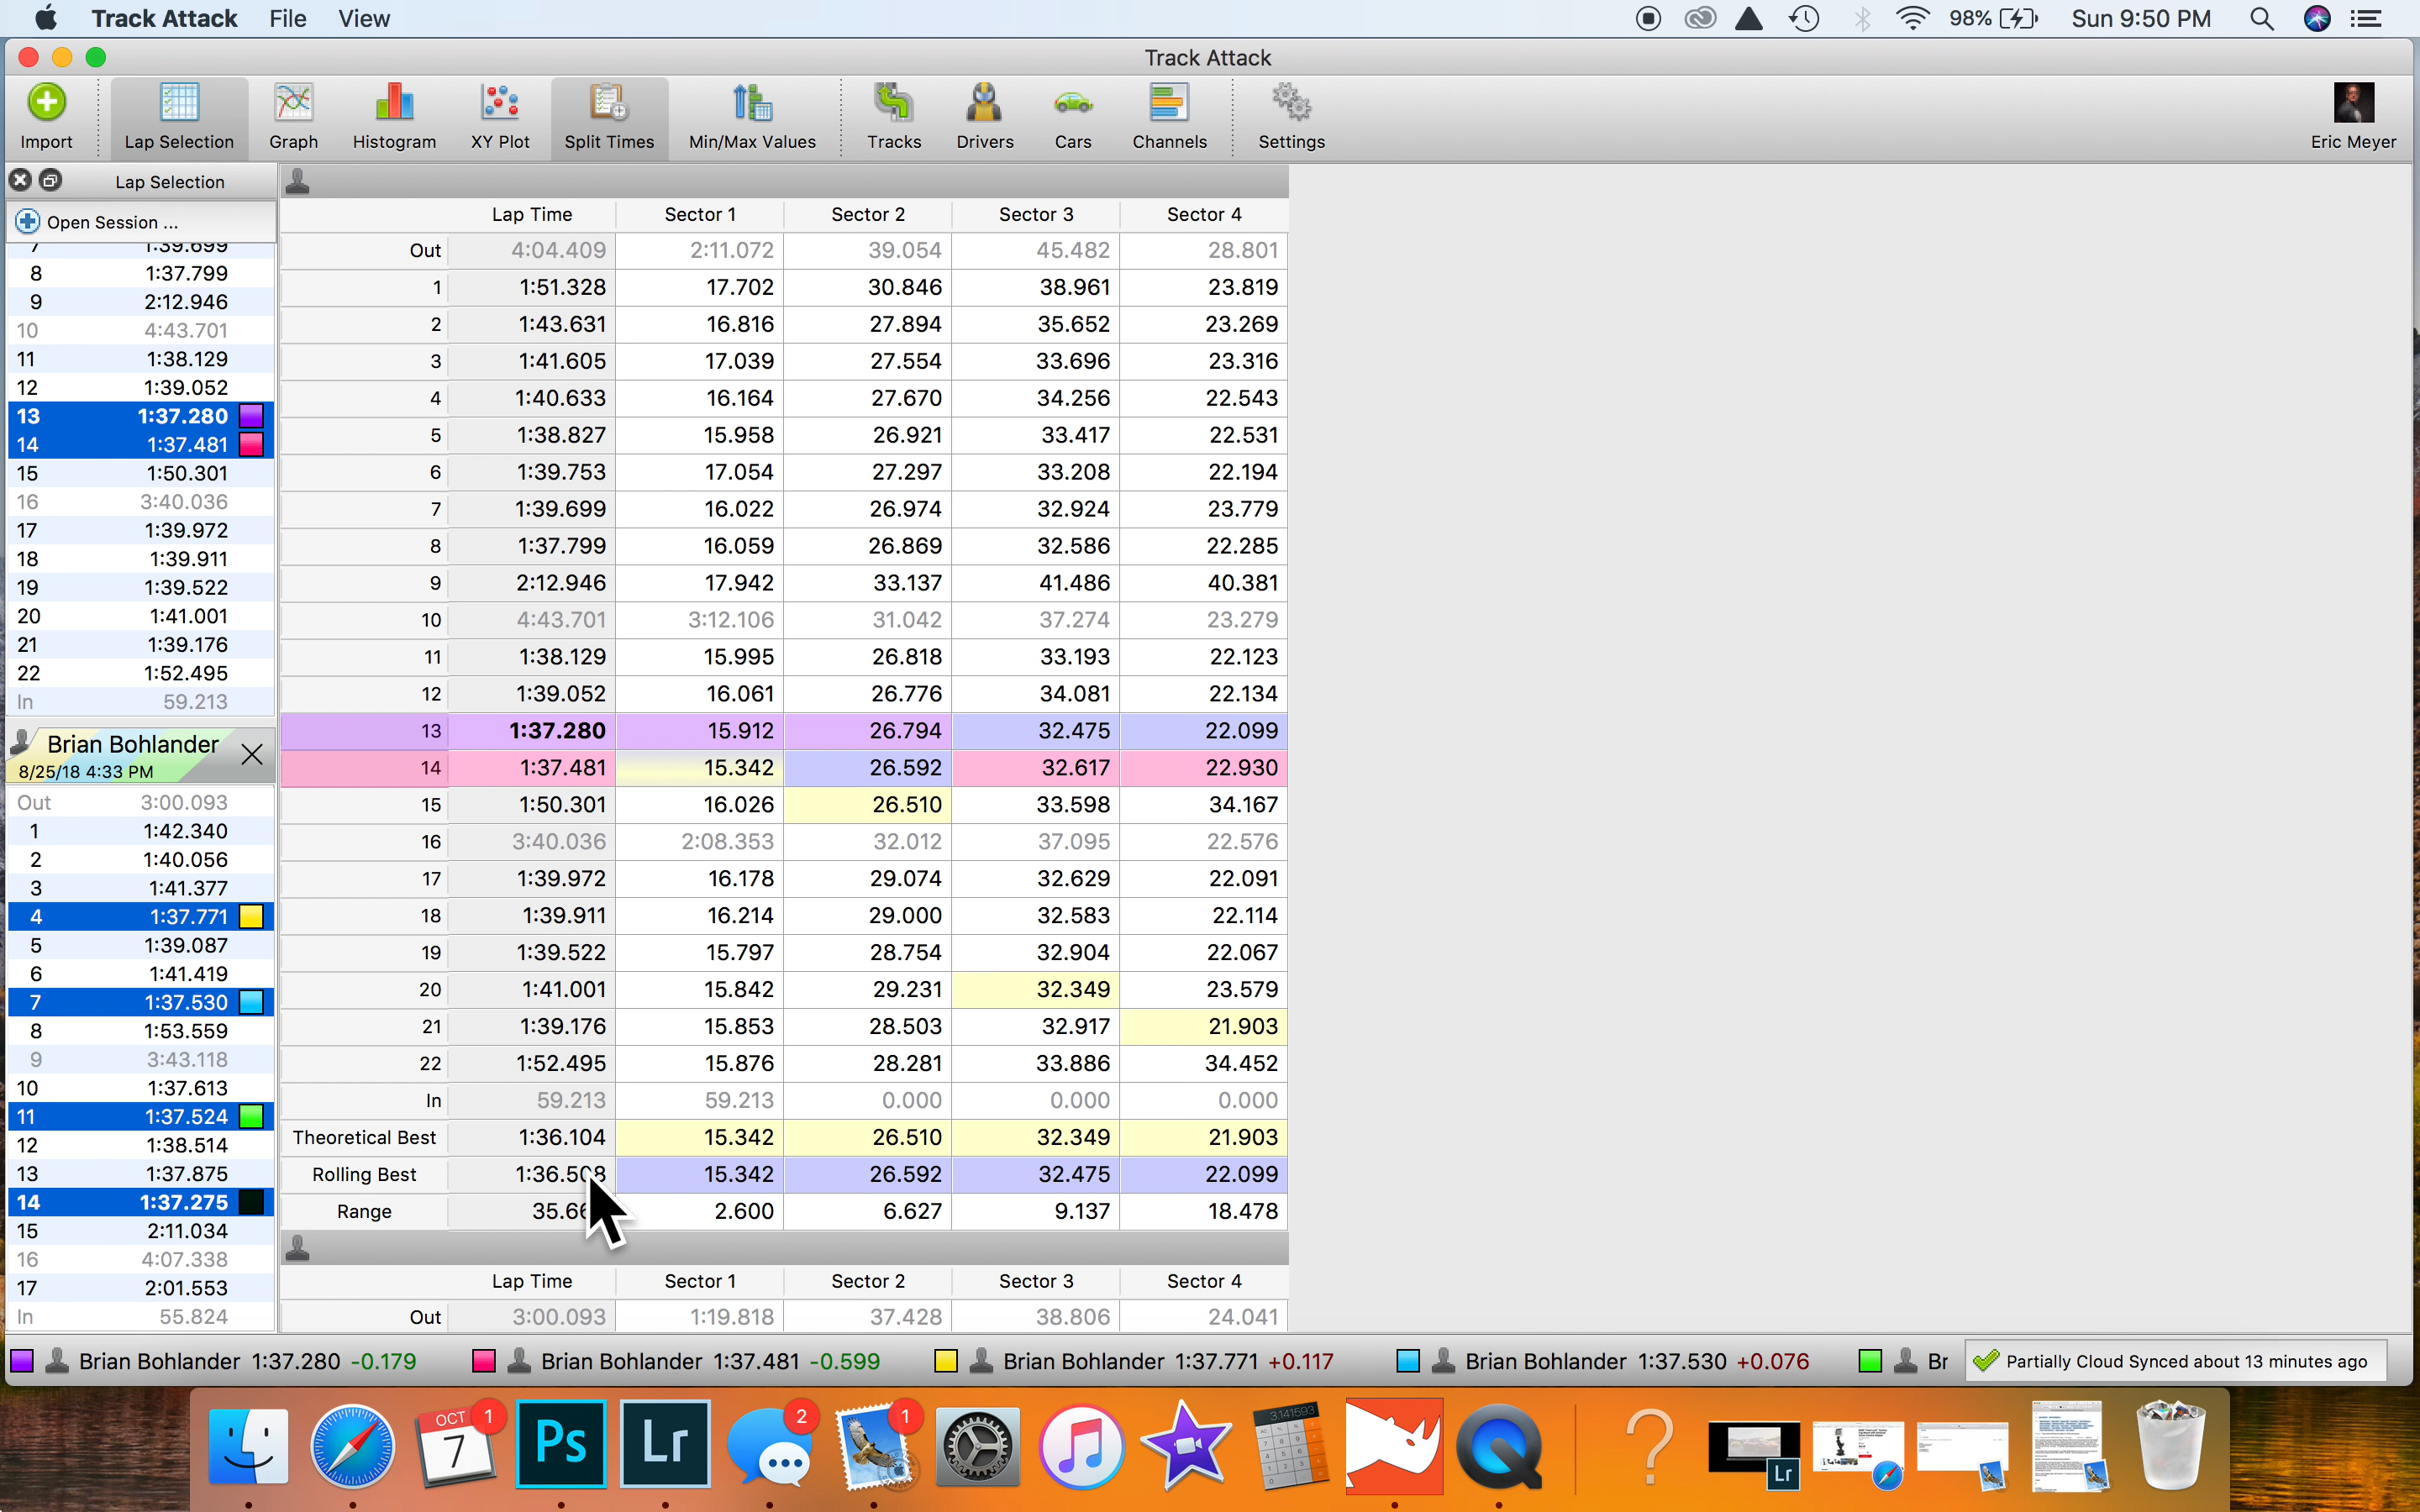 Track Attack File View 98% Sun 9:50 PM
Track Attack
Import Lap Selection Graph Histogram XY Plot Split Times Min/Max Values Tracks Drivers Cars Channels Settings Eric Meyer
Lap Selection
Open Session ...
7 1:39.699
8 1:37.799
9 2:12.946
10 4:43.701
11 1:38.129
12 1:39.052
13 1:37.280
14 1:37.481
15 1:50.301
16 3:40.036
17 1:39.972
18 1:39.911
19 1:39.522
20 1:41.001
21 1:39.176
22 1:52.495
In 59.213
Brian Bohlander
8/25/18 4:33 PM
Out 3:00.093
1 1:42.340
2 1:40.056
3 1:41.377
4 1:37.771
5 1:39.087
6 1:41.419
7 1:37.530
8 1:53.559
9 3:43.118
10 1:37.613
11 1:37.524
12 1:38.514
13 1:37.875
14 1:37.275
15 2:11.034
16 4:07.338
17 2:01.553
In 55.824
Lap Time Sector 1 Sector 2 Sector 3 Sector 4
Out 4:04.409 2:11.072 39.054 45.482 28.801
1 1:51.328 17.702 30.846 38.961 23.819
2 1:43.631 16.816 27.894 35.652 23.269
3 1:41.605 17.039 27.554 33.696 23.316
4 1:40.633 16.164 27.670 34.256 22.543
5 1:38.827 15.958 26.921 33.417 22.531
6 1:39.753 17.054 27.297 33.208 22.194
7 1:39.699 16.022 26.974 32.924 23.779
8 1:37.799 16.059 26.869 32.586 22.285
9 2:12.946 17.942 33.137 41.486 40.381
10 4:43.701 3:12.106 31.042 37.274 23.279
11 1:38.129 15.995 26.818 33.193 22.123
12 1:39.052 16.061 26.776 34.081 22.134
13 1:37.280 15.912 26.794 32.475 22.099
14 1:37.481 15.342 26.592 32.617 22.930
15 1:50.301 16.026 26.510 33.598 34.167
16 3:40.036 2:08.353 32.012 37.095 22.576
17 1:39.972 16.178 29.074 32.629 22.091
18 1:39.911 16.214 29.000 32.583 22.114
19 1:39.522 15.797 28.754 32.904 22.067
20 1:41.001 15.842 29.231 32.349 23.579
21 1:39.176 15.853 28.503 32.917 21.903
22 1:52.495 15.876 28.281 33.886 34.452
In 59.213 59.213 0.000 0.000 0.000
Theoretical Best 1:36.104 15.342 26.510 32.349 21.903
Rolling Best 1:36.508 15.342 26.592 32.475 22.099
Range 35.66 2.600 6.627 9.137 18.478
Lap Time Sector 1 Sector 2 Sector 3 Sector 4
Out 3:00.093 1:19.818 37.428 38.806 24.041
Brian Bohlander 1:37.280 -0.179 Brian Bohlander 1:37.481 -0.599 Brian Bohlander 1:37.771 +0.117 Brian Bohlander 1:37.530 +0.076 Br Partially Cloud Synced about 13 minutes ago
OCT 1
7
Ps
Lr
2
1
3.141593
?
Lr